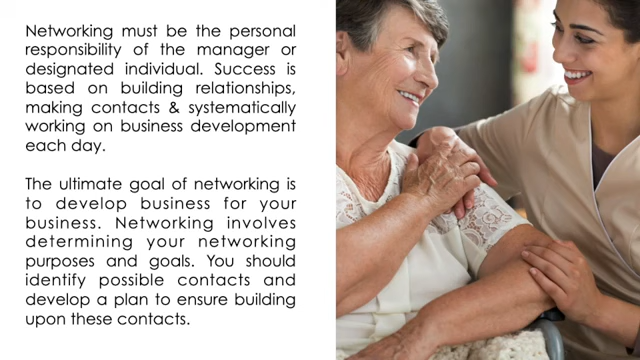 Networking must be the personal
responsibility of the manager or
designated individual. Success is
based on building relationships,
making contacts & systematically
working on business development
each day.
The ultimate goal of networking is
to develop business for your
business. Networking involves
determining your networking
purposes and goals. You should
identify possible contacts and
develop a plan to ensure building
upon these contacts.